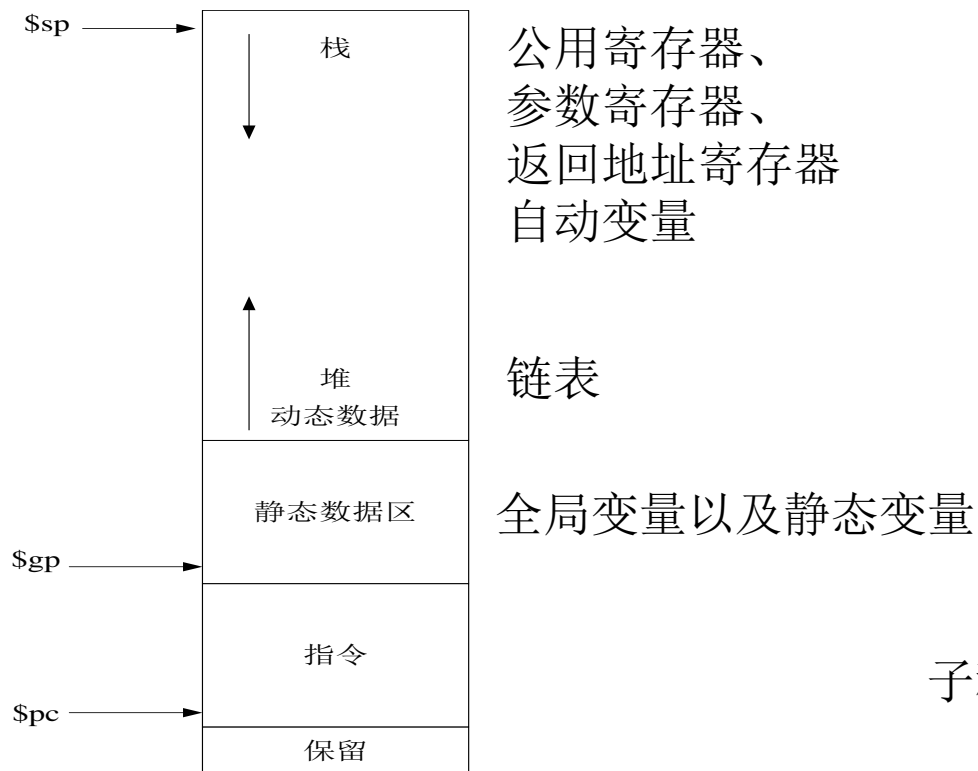 $sp
栈
公用寄存器、
参数寄存器、
返回地址寄存器
自动变量
堆
动态数据
链表
静态数据区
全局变量以及静态变量
$gp
指令
子
$pc
保留